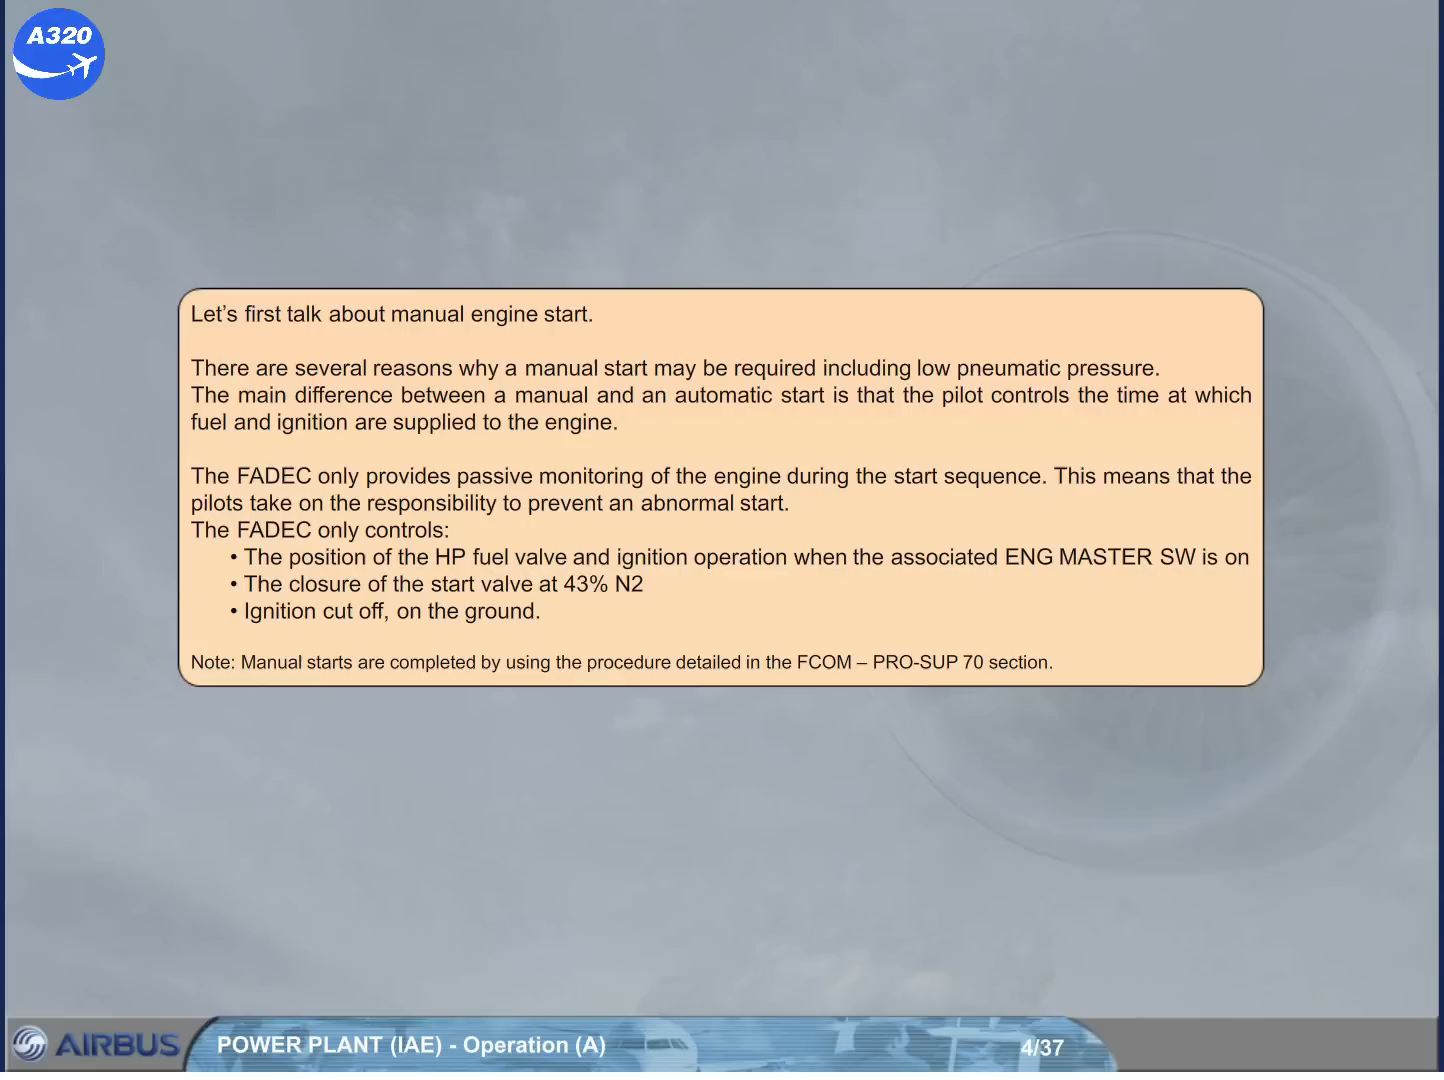 A320
Let’s first talk about manual engine start.
There are several reasons why a manual start may be required including low pneumatic pressure.
The main difference between a manual and an automatic start is that the pilot controls the time at which
fuel and ignition are supplied to the engine.
The FADEC only provides passive monitoring of the engine during the start sequence. This means that the
pilots take on the responsibility to prevent an abnormal start.
The FADEC only controls:
• The position of the HP fuel valve and ignition operation when the associated ENG MASTER SW is on
• The closure of the start valve at 43% N2
• Ignition cut off, on the ground.
Note: Manual starts are completed by using the procedure detailed in the FCOM – PRO-SUP 70 section.
AIRBUS
POWER PLANT (IAE) - Operation (A)
4/37